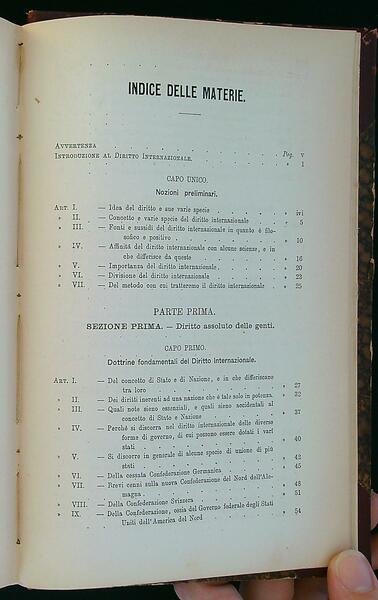 INDICE DELLE MATERIE.
AVVERTENZA . . . . . . . . Pag. V
INTRODUZIONE AL DIRITTO INTERNAZIONALE. . . . . » 1
CAPO UNICO.
Nozioni preliminari.
ART. I. — Idea del diritto e sue varie specie . . . . » ivi
» II. — Concetto e varie specie del diritto internazionale . » 5
» III. — Fonti e sussidi del diritto internazionale in quanto è filo-
sofico e positivo . . . . . . . » 10
» IV. — Affinità del diritto internazionale con alcune scienze, e in
che differisce da queste . . . . . » 16
» V. — Importanza del diritto internazionale . . . » 20
» VI. — Divisione del diritto internazionale . . . » 23
» VII. — Del metodo con cui tratteremo il diritto internazionale » 25
PARTE PRIMA.
SEZIONE PRIMA. — Diritto assoluto delle genti.
CAPO PRIMO.
Dottrine fondamentali del Diritto Internazionale.
ART. I. — Del concetto di Stato e di Nazione, e in che differiscano
tra loro . . . . . . . . » 27
» II. — Dei diritti inerenti ad una nazione che è tale solo in potenza. » 32
» III. — Quali note sieno essenziali, e quali sieno accidentali al
concetto di Stato e Nazione . . . . » 37
» IV. — Perchè si discorra nel diritto internazionale delle diverse
forme di governo, di cui possono essere dotati i vari
stati . . . . . . . . » 40
» V. — Si discorre in generale di alcune specie di unione di più
stati . . . . . . . . » 42
» VI. — Della cessata Confederazione Germanica . . . » 45
» VII. — Brevi cenni sulla nuova Confederazione del Nord dell'Ale-
magna . . . . . . . . » 48
» VIII. — Della Confederazione Svizzera . . . . » 51
» IX. — Della Confederazione, ossia del Governo federale degli Stati
Uniti dell'America del Nord . . . . » 54